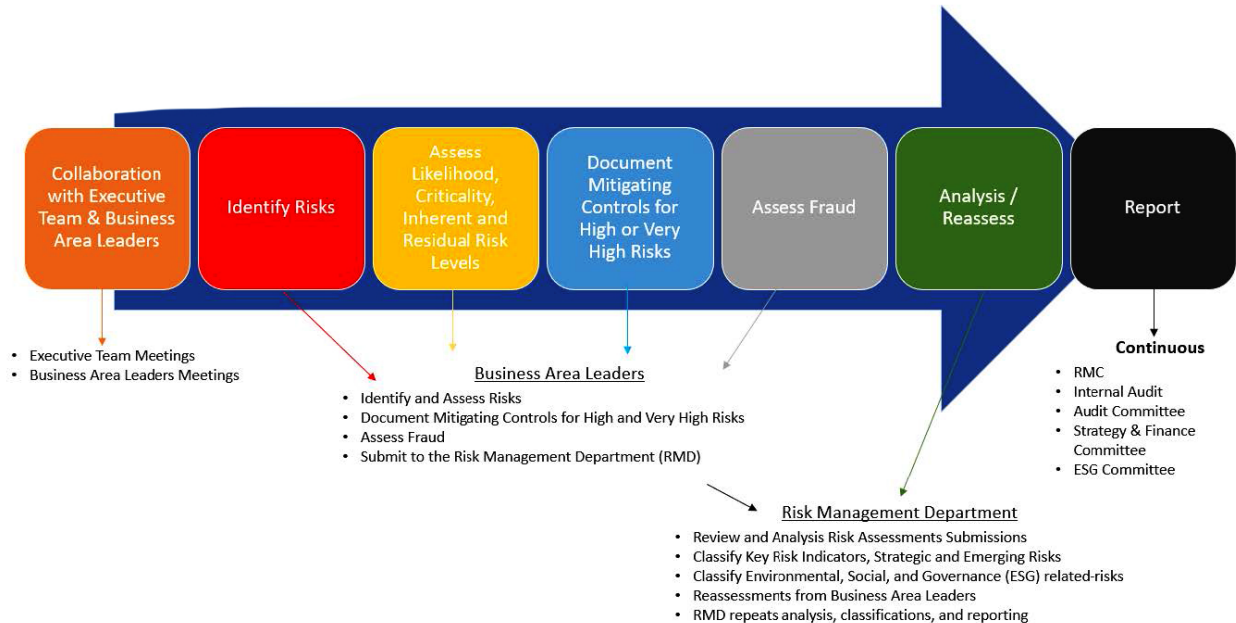 Collaboration
with Executive
Team & Business
Area Leaders
Identify Risks
Assess
Likelihood,
Criticality,
Inherent and
Residual Risk
Levels
Document
Mitigating
Controls for
High or Very
High Risks
Assess Fraud
Analysis /
Reassess
Report
• Executive Team Meetings
• Business Area Leaders Meetings
Business Area Leaders
• Identify and Assess Risks
• Document Mitigating Controls for High and Very High Risks
• Assess Fraud
• Submit to the Risk Management Department (RMD)
Continuous
• RMC
• Internal Audit
• Audit Committee
• Strategy & Finance
Committee
• ESG Committee
Risk Management Department
• Review and Analysis Risk Assessments Submissions
• Classify Key Risk Indicators, Strategic and Emerging Risks
• Classify Environmental, Social, and Governance (ESG) related-risks
• Reassessments from Business Area Leaders
• RMD repeats analysis, classifications, and reporting